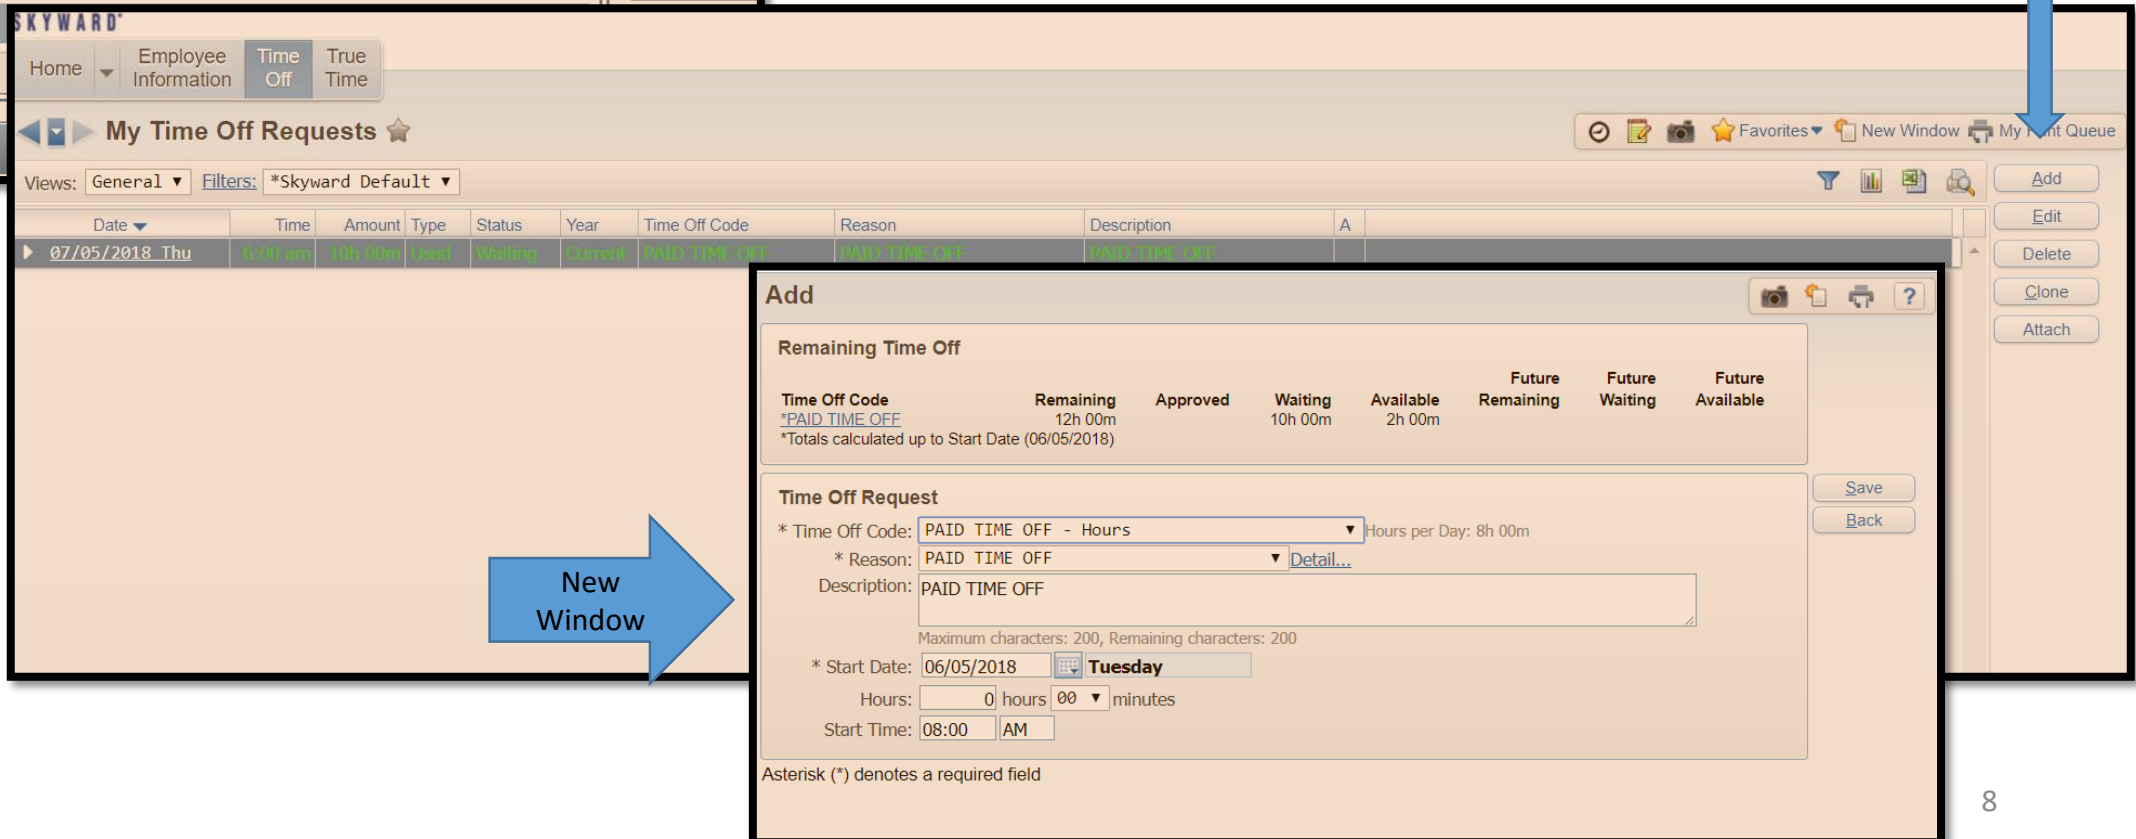 SKYWARD
Home
Employee Information
Time Off
True Time
My Time Off Requests
Favorites
New Window
My Print Queue
Views: General
Filters: *Skyward Default
Date Time Amount Type Status Year Time Off Code Reason Description A
07/05/2018 Thu 6:00 am 10h 00m Used Waiting Current PAID TIME OFF PAID TIME OFF PAID TIME OFF
Add
Edit
Delete
Clone
Attach
New
Window
Add
?
Remaining Time Off
Future Future Future
Time Off Code Remaining Approved Waiting Available Remaining Waiting Available
*PAID TIME OFF 12h 00m 10h 00m 2h 00m
*Totals calculated up to Start Date (06/05/2018)
Time Off Request
* Time Off Code: PAID TIME OFF - Hours Hours per Day: 8h 00m
* Reason: PAID TIME OFF Detail...
Description: PAID TIME OFF
Maximum characters: 200, Remaining characters: 200
* Start Date: 06/05/2018 Tuesday
Hours: 0 hours 00 minutes
Start Time: 08:00 AM
Save
Back
Asterisk (*) denotes a required field
8